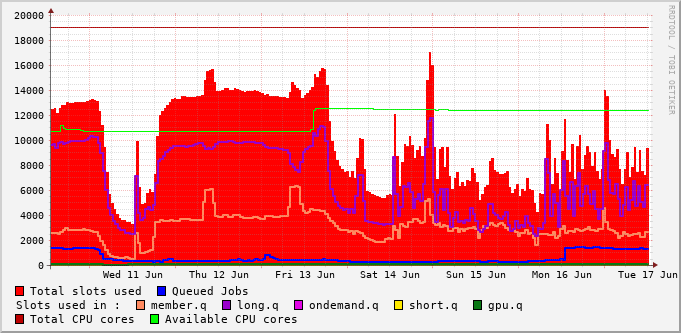 20000
18000
16000
14000
12000
10000
8000
6000
4000
2000
0
Wed 11 Jun Thu 12 Jun Fri 13 Jun Sat 14 Jun Sun 15 Jun Mon 16 Jun Tue 17 Jun
Total slots used Queued Jobs
Slots used in : member.q long.q ondemand.q short.q gpu.q
Total CPU cores Available CPU cores
RRDTOOL / TOBI OETIKER